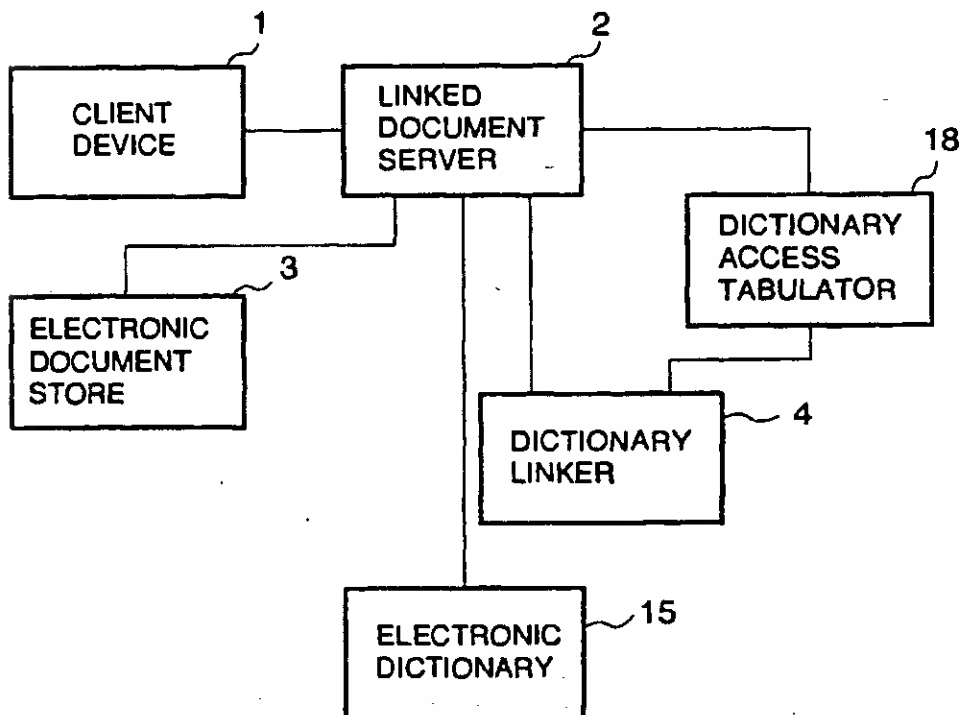 1
CLIENT
DEVICE
2
LINKED
DOCUMENT
SERVER
18
DICTIONARY
ACCESS
TABULATOR
3
ELECTRONIC
DOCUMENT
STORE
4
DICTIONARY
LINKER
15
ELECTRONIC
DICTIONARY